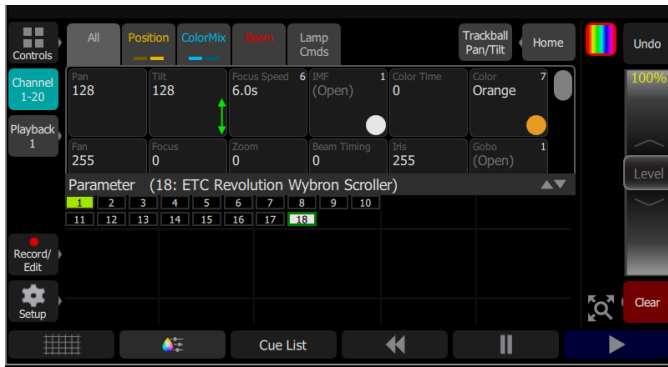 Controls
All
Position
ColorMix
Beam
Lamp
Cmds
Trackball
Pan/Tilt
Home
Undo
Channel
1-20
Pan
128
Tilt
128
Focus Speed 6
6.0s
IMF 1
(Open)
Color Time
0
Color 7
Orange
100%
Playback
1
Fan
255
Focus
0
Zoom
0
Beam Timing
0
Iris
255
Gobo 1
(Open)
Level
Parameter (18: ETC Revolution Wybron Scroller)
1 2 3 4 5 6 7 8 9 10
11 12 13 14 15 16 17 18
Record/
Edit
Setup
Clear
Cue List